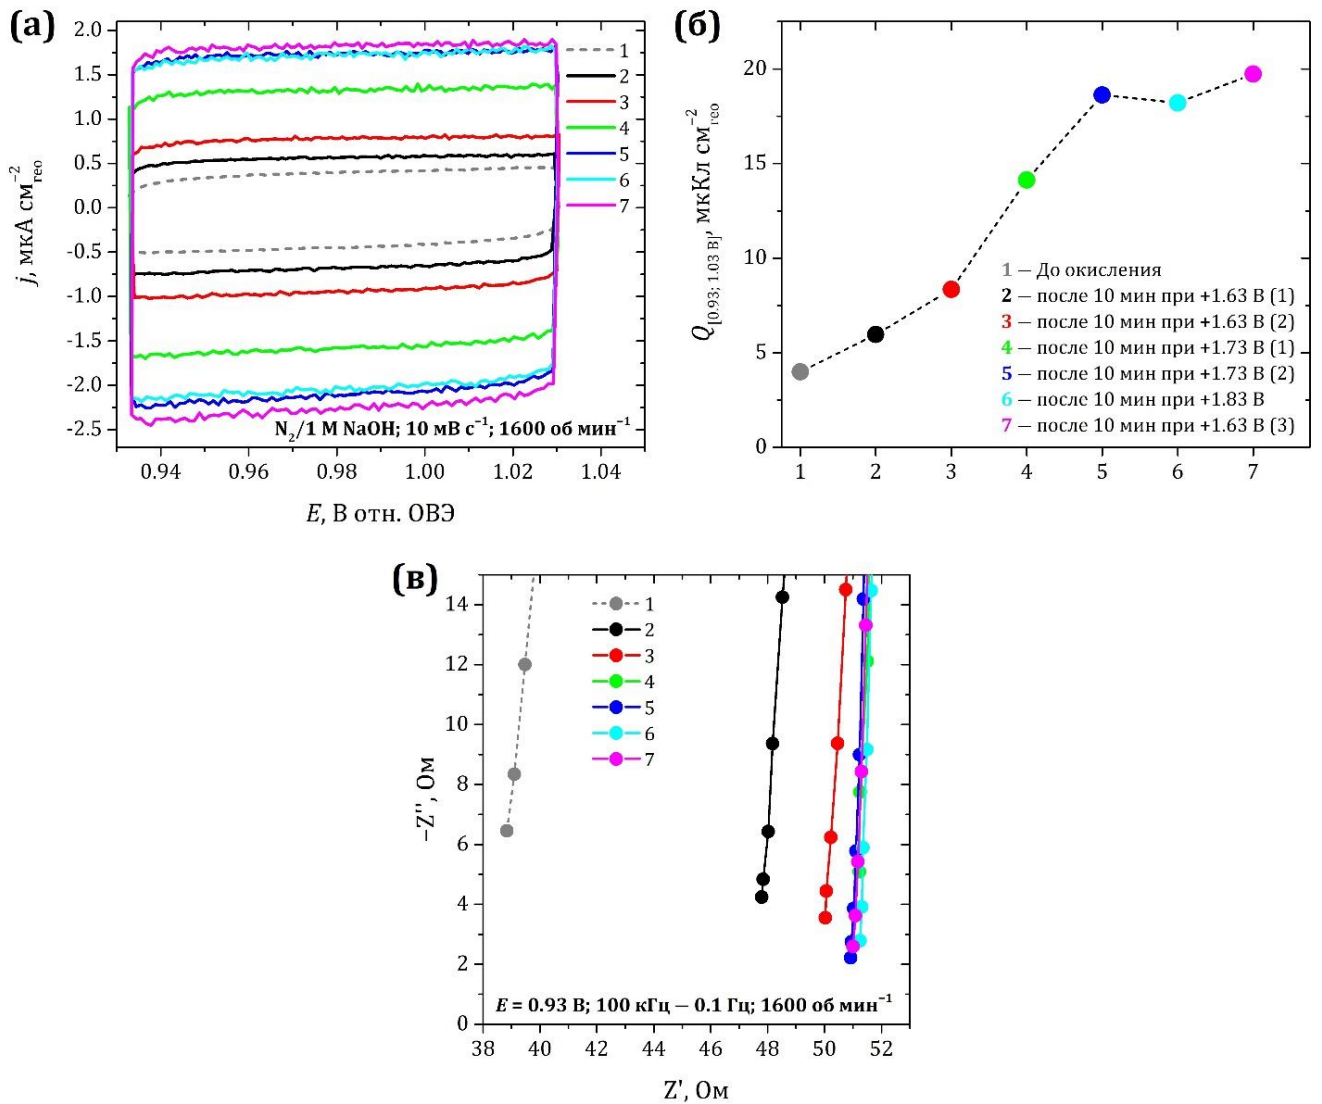 (а)
2.0
1.5
1.0
0.5
0.0
-0.5
-1.0
-1.5
-2.0
-2.5
j, мкА см⁻²гео
1
2
3
4
5
6
7
N₂/1 М NaOH; 10 мВ с⁻¹; 1600 об мин⁻¹
0.94 0.96 0.98 1.00 1.02 1.04
E, В отн. ОВЭ
(б)
20
15
10
5
0
Q[0.93; 1.03 В], мкКл см⁻²гео
1 — До окисления
2 — после 10 мин при +1.63 В (1)
3 — после 10 мин при +1.63 В (2)
4 — после 10 мин при +1.73 В (1)
5 — после 10 мин при +1.73 В (2)
6 — после 10 мин при +1.83 В
7 — после 10 мин при +1.63 В (3)
1 2 3 4 5 6 7
(в)
14
12
10
8
6
4
2
0
−Z'', Ом
1
2
3
4
5
6
7
E = 0.93 В; 100 кГц — 0.1 Гц; 1600 об мин⁻¹
38 40 42 44 46 48 50 52
Z', Ом